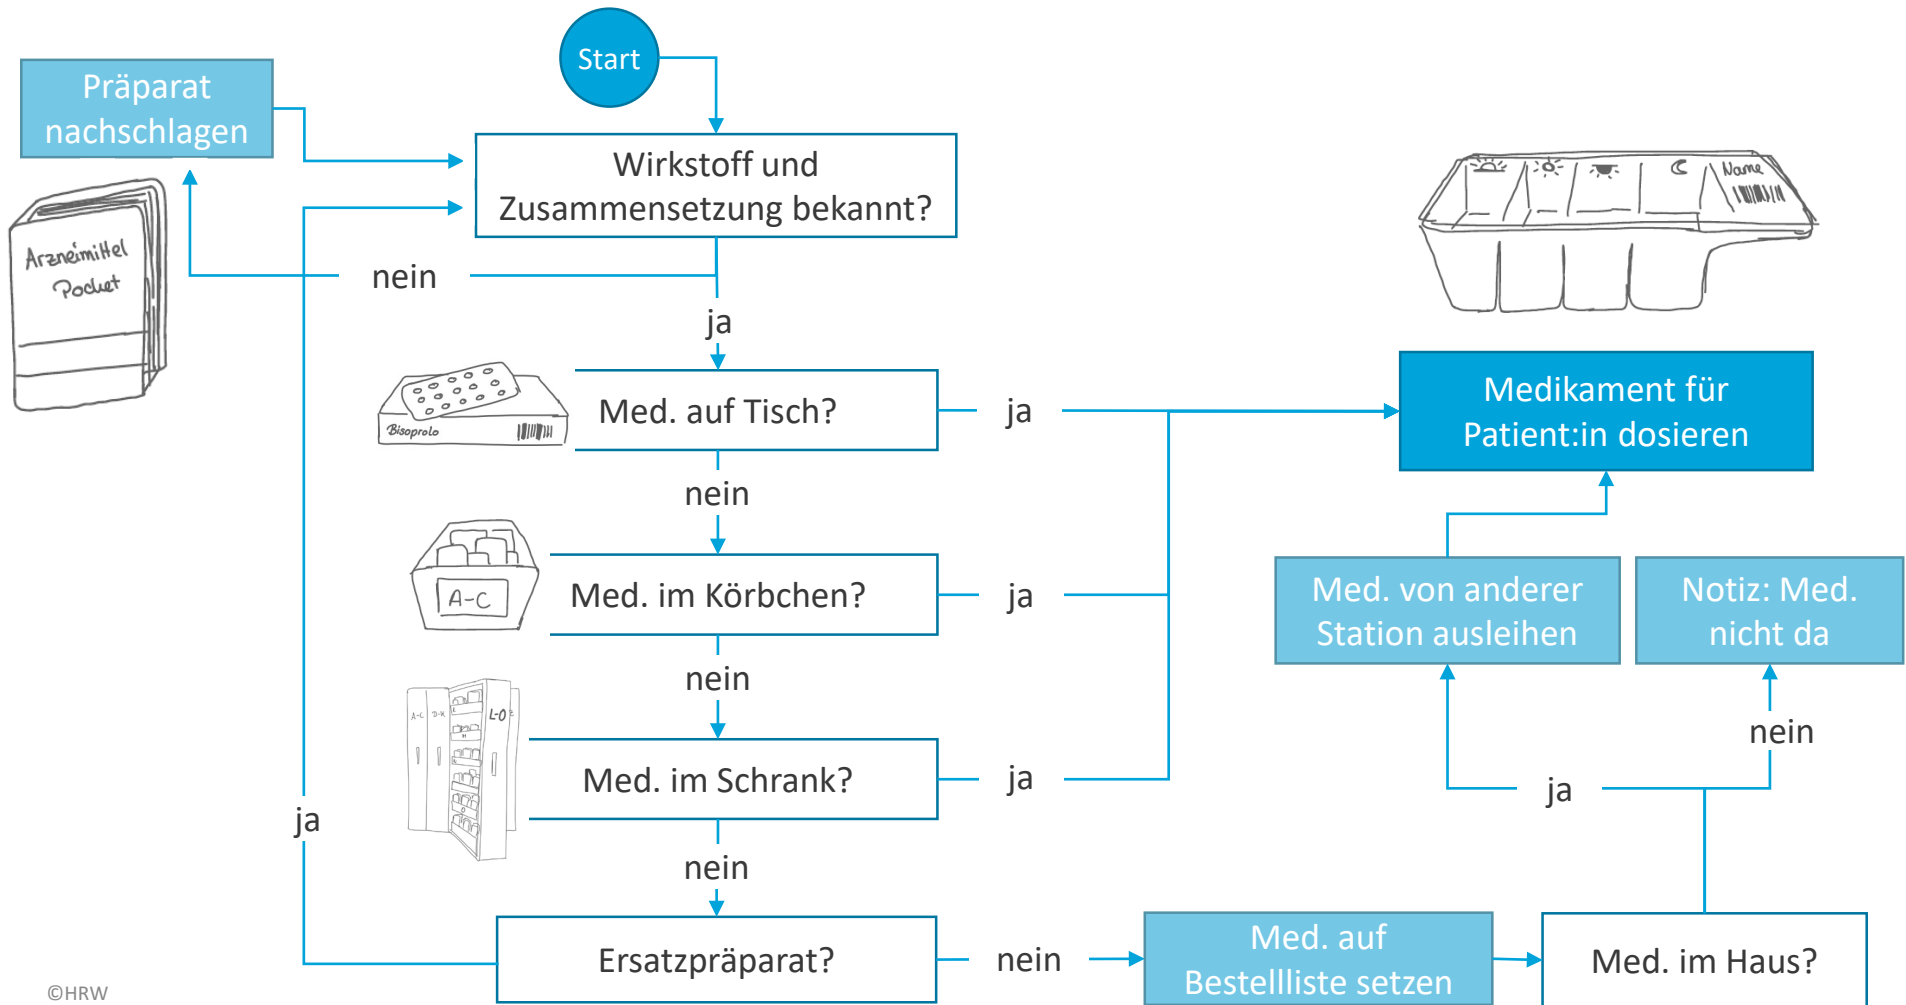 Start
Präparat
nachschlagen
Wirkstoff und
Zusammensetzung bekannt?
Name
Arzneimittel
Pocket
nein
ja
Bisoprolo
Med. auf Tisch?
ja
Medikament für
Patient:in dosieren
nein
A-C
Med. im Körbchen?
ja
Med. von anderer
Station ausleihen
Notiz: Med.
nicht da
nein
A-C
L-O
Med. im Schrank?
ja
nein
ja
ja
nein
Ersatzpräparat?
nein
Med. auf
Bestellliste setzen
Med. im Haus?
©HRW